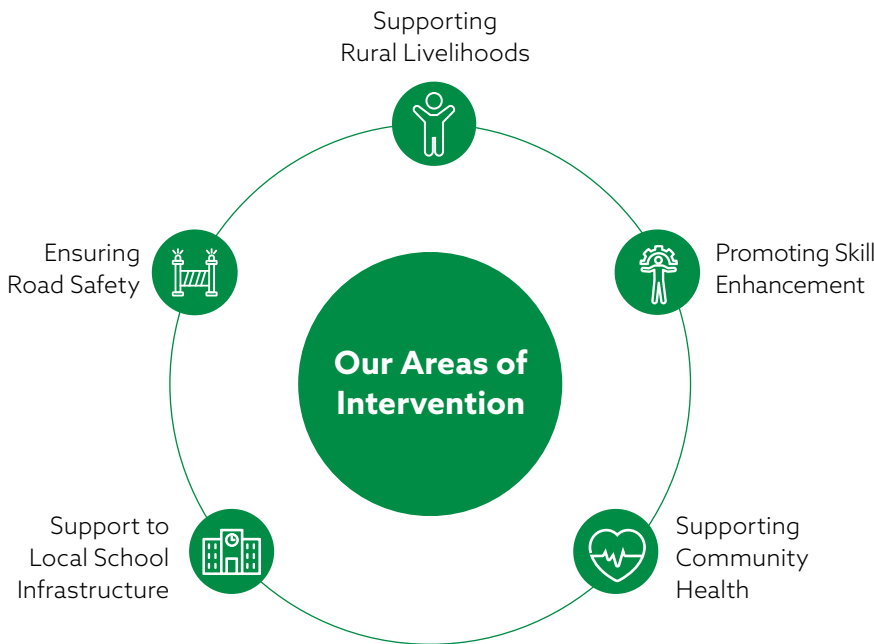 Supporting
Rural Livelihoods
Ensuring
Road Safety
Promoting Skill
Enhancement
Our Areas of
Intervention
Support to
Local School
Infrastructure
Supporting
Community
Health